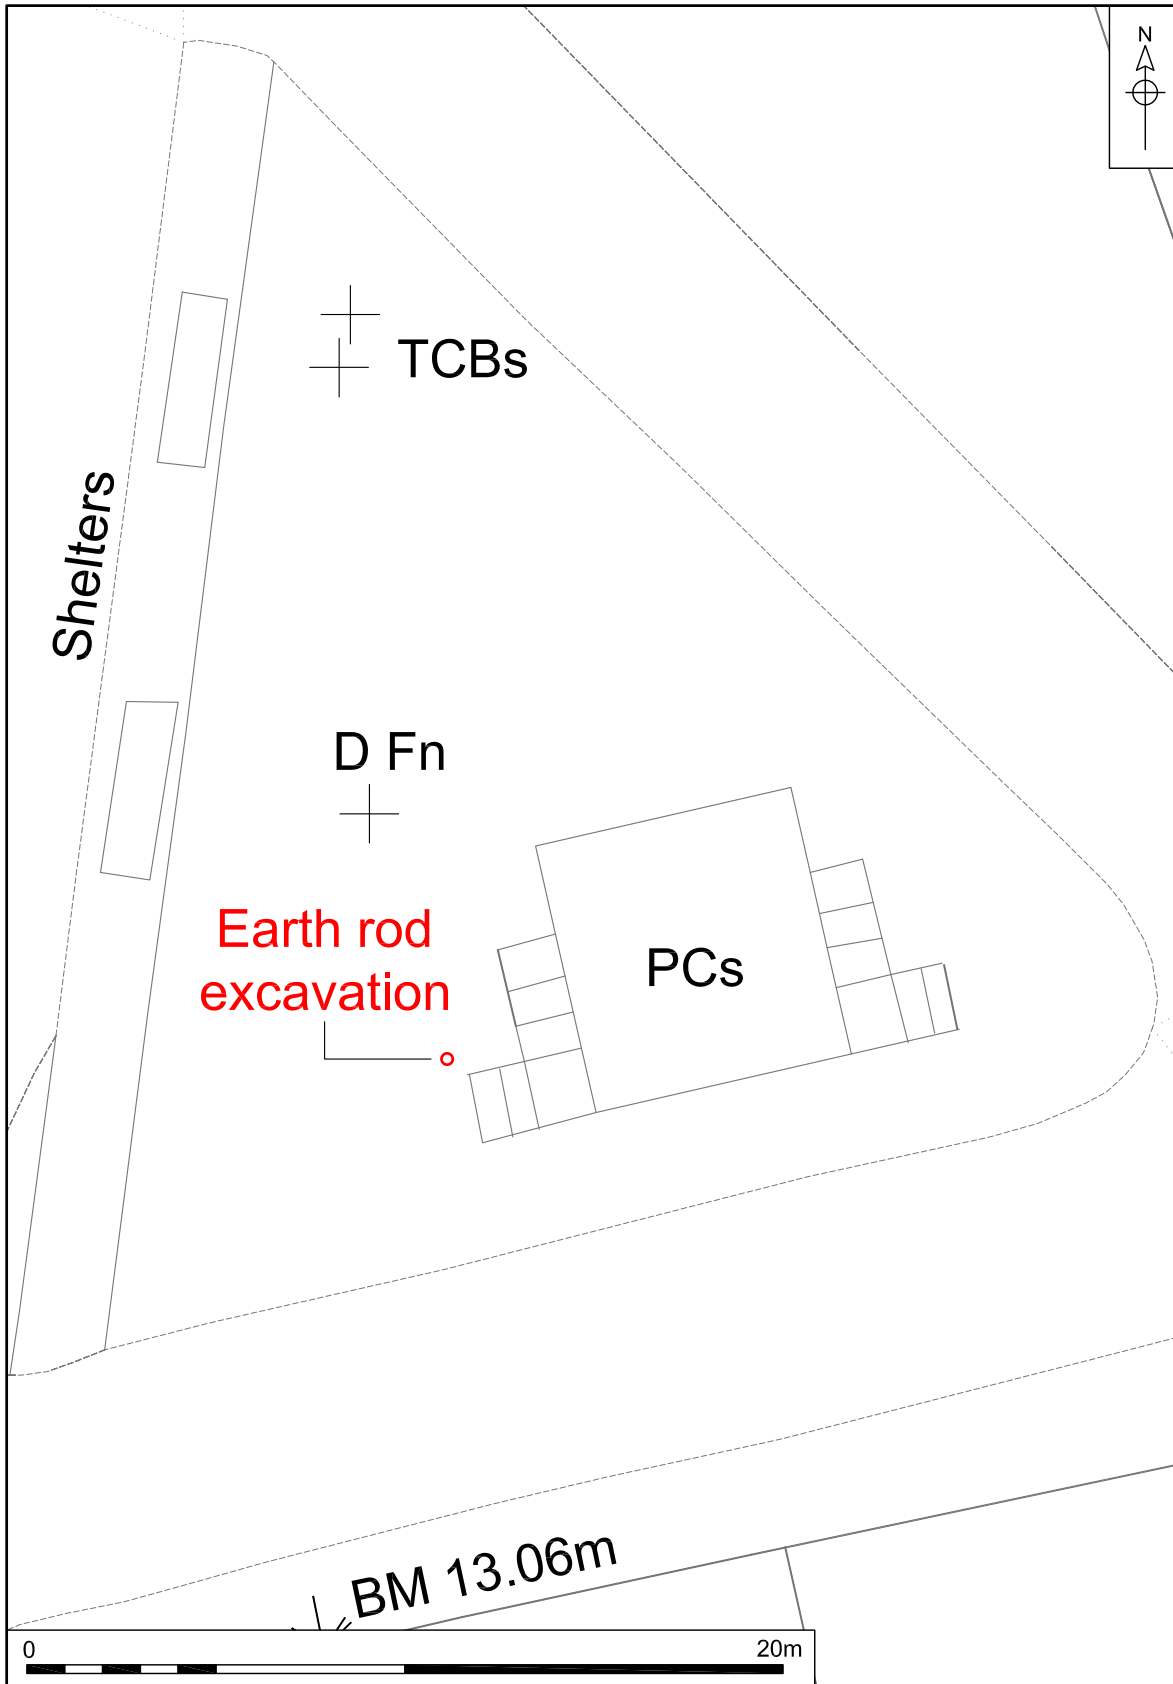 N
TCBs
Shelters
D Fn
Earth rod
excavation
PCs
BM 13.06m
0
20m